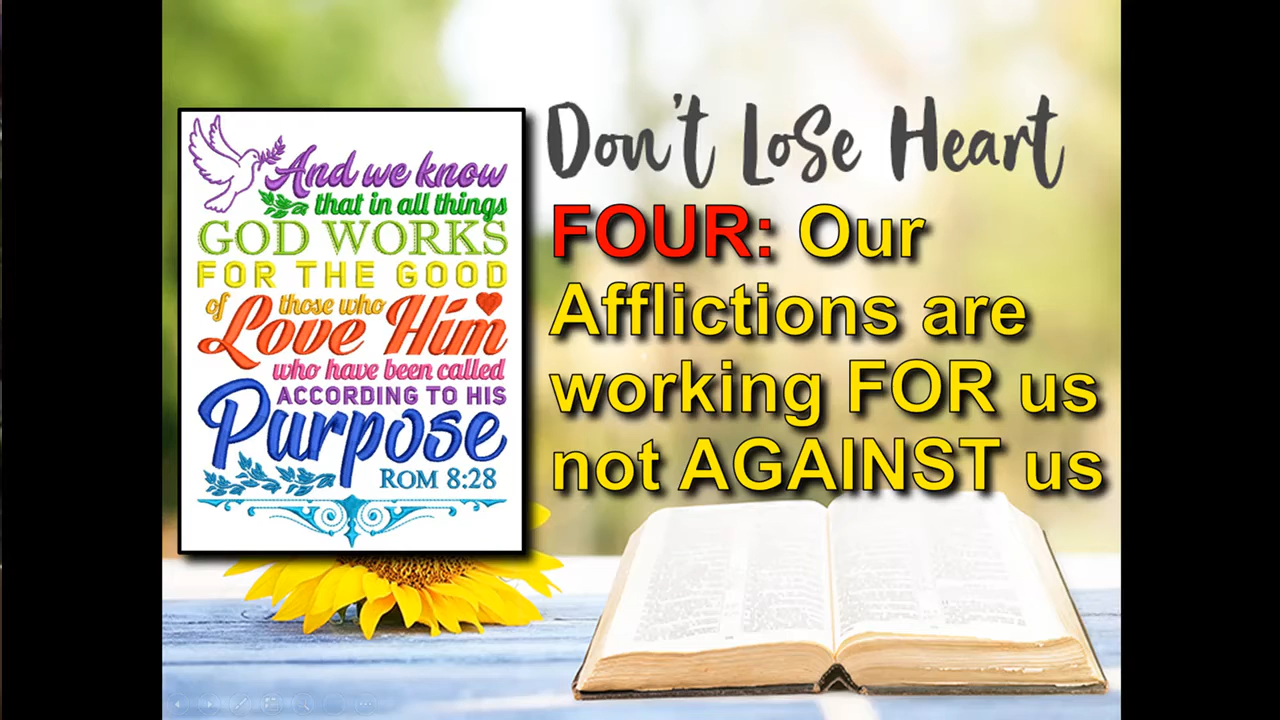 And we know
that in all things
GOD WORKS
FOR THE GOOD
of those who
Love Him
who have been called
ACCORDING TO HIS
Purpose
ROM 8:28
Don't Lose Heart
FOUR: Our
Afflictions are
working FOR us
not AGAINST us